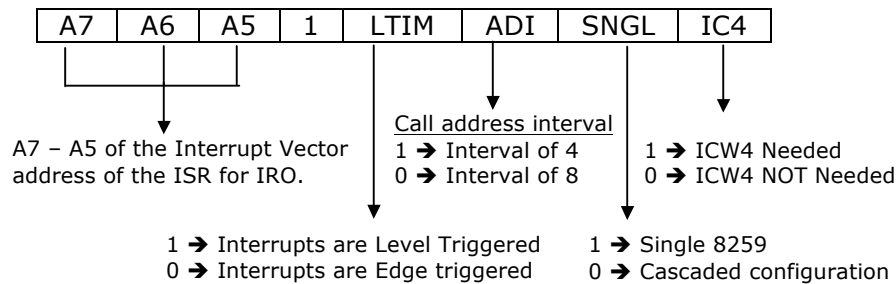 A7 A6 A5 1 LTIM ADI SNGL IC4
Call address interval
A7 – A5 of the Interrupt Vector
address of the ISR for IRO.
1 ➔ Interval of 4
0 ➔ Interval of 8
1 ➔ ICW4 Needed
0 ➔ ICW4 NOT Needed
1 ➔ Interrupts are Level Triggered
0 ➔ Interrupts are Edge triggered
1 ➔ Single 8259
0 ➔ Cascaded configuration